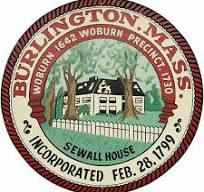 BURLINGTON, MASS.
WOBURN 1642 WOBURN PRECINCT 1730
SEWALL HOUSE
INCORPORATED FEB. 28, 1799